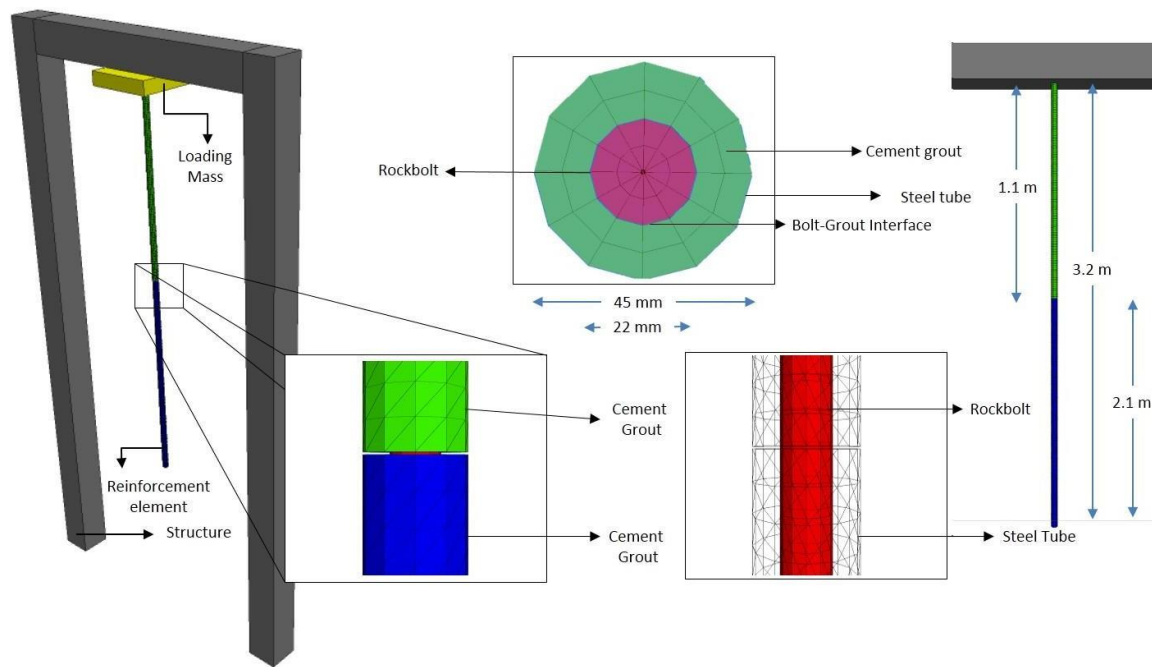 Loading
Mass
Reinforcement
element
Structure
Rockbolt
Cement grout
Steel tube
Bolt-Grout Interface
45 mm
22 mm
Cement
Grout
Cement
Grout
Rockbolt
Steel Tube
1.1 m
3.2 m
2.1 m